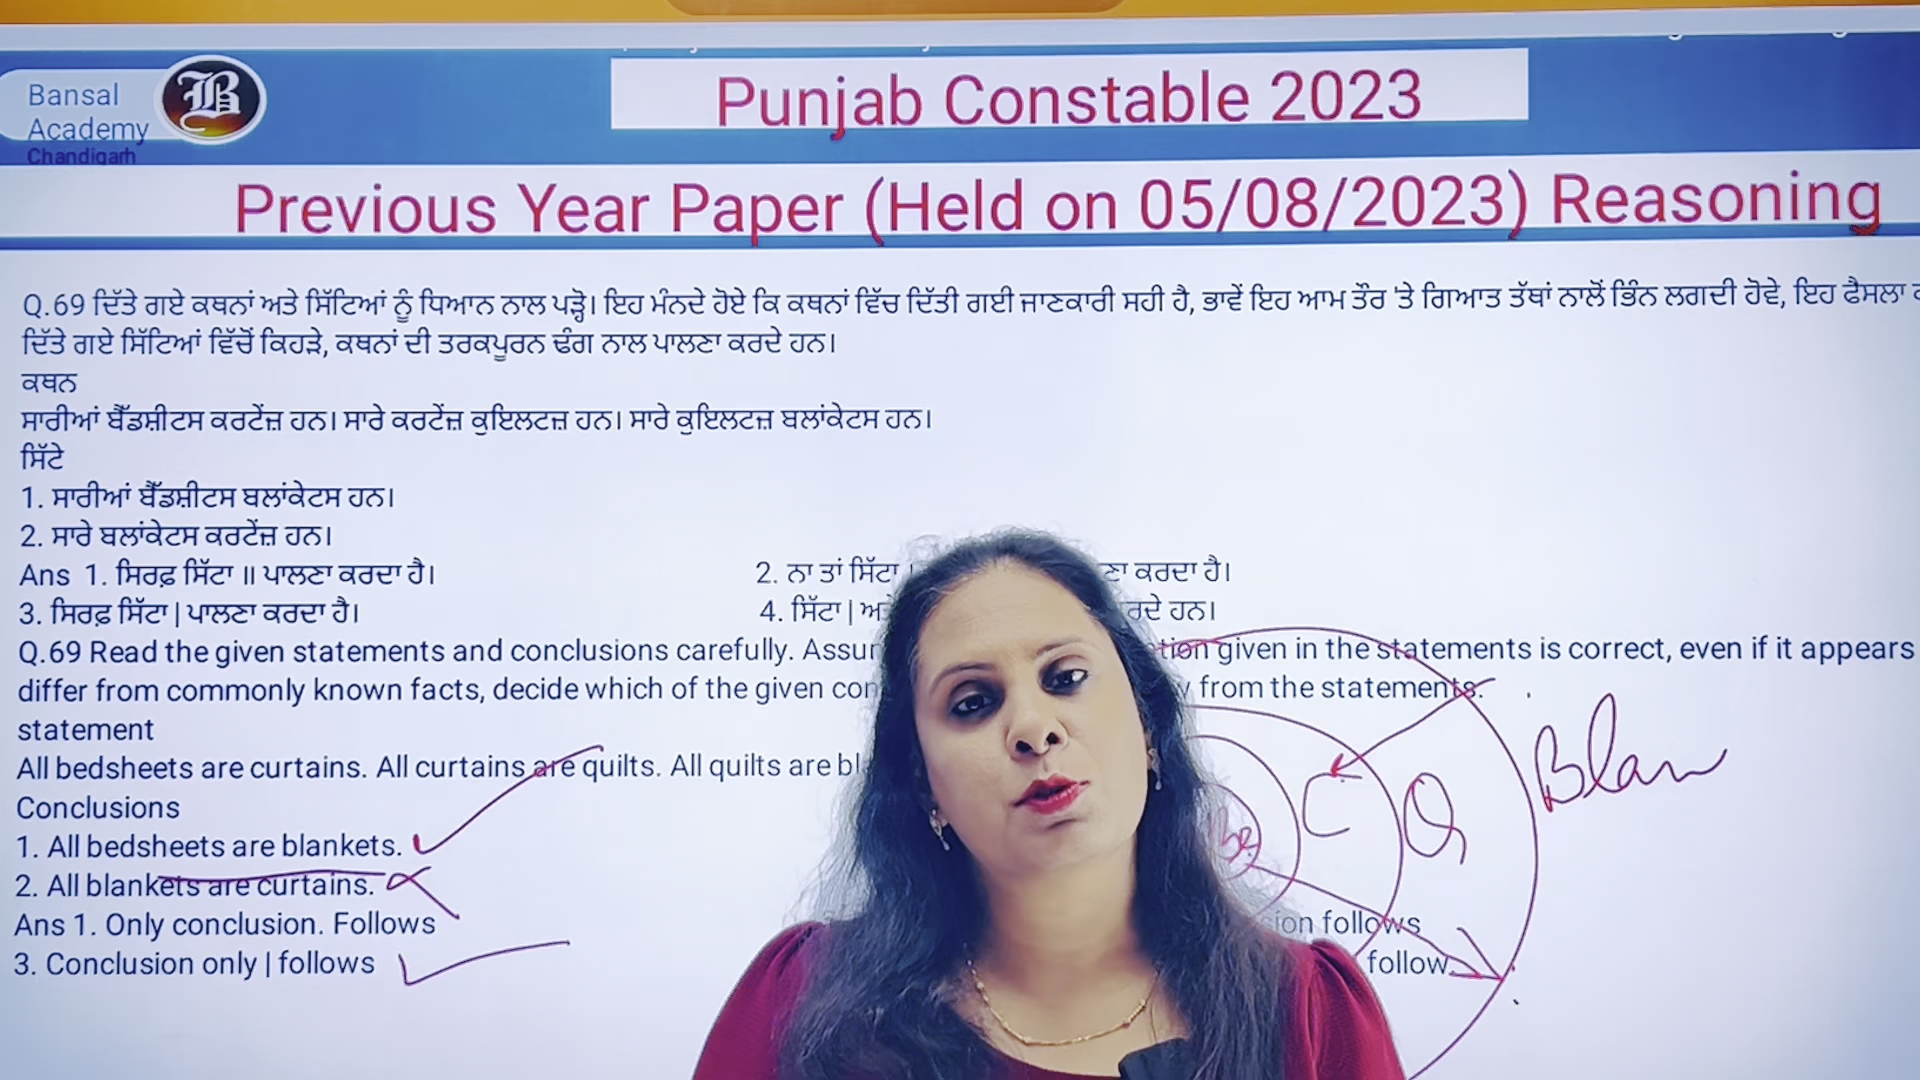 Bansal
Academy
Chandigarh
B
Punjab Constable 2023
Previous Year Paper (Held on 05/08/2023) Reasoning
Q.69 ਦਿੱਤੇ ਗਏ ਕਥਨਾਂ ਅਤੇ ਸਿੱਟਿਆਂ ਨੂੰ ਧਿਆਨ ਨਾਲ ਪੜ੍ਹੋ। ਇਹ ਮੰਨਦੇ ਹੋਏ ਕਿ ਕਥਨਾਂ ਵਿੱਚ ਦਿੱਤੀ ਗਈ ਜਾਣਕਾਰੀ ਸਹੀ ਹੈ, ਭਾਵੇਂ ਇਹ ਆਮ ਤੌਰ 'ਤੇ ਗਿਆਤ ਤੱਥਾਂ ਨਾਲੋਂ ਭਿੰਨ ਲਗਦੀ ਹੋਵੇ, ਇਹ ਫੈਸਲਾ
ਦਿੱਤੇ ਗਏ ਸਿੱਟਿਆਂ ਵਿੱਚੋਂ ਕਿਹੜੇ, ਕਥਨਾਂ ਦੀ ਤਰਕਪੂਰਨ ਢੰਗ ਨਾਲ ਪਾਲਣਾ ਕਰਦੇ ਹਨ।
ਕਥਨ
ਸਾਰੀਆਂ ਬੈੱਡਸ਼ੀਟਸ ਕਰਟੇਂਜ਼ ਹਨ। ਸਾਰੇ ਕਰਟੇਂਜ਼ ਕੁਇਲਟਜ਼ ਹਨ। ਸਾਰੇ ਕੁਇਲਟਜ਼ ਬਲਾਂਕੇਟਸ ਹਨ।
ਸਿੱਟੇ
1. ਸਾਰੀਆਂ ਬੈੱਡਸ਼ੀਟਸ ਬਲਾਂਕੇਟਸ ਹਨ।
2. ਸਾਰੇ ਬਲਾਂਕੇਟਸ ਕਰਟੇਂਜ਼ ਹਨ।
Ans 1. ਸਿਰਫ਼ ਸਿੱਟਾ || ਪਾਲਣਾ ਕਰਦਾ ਹੈ। 2. ਨਾ ਤਾਂ ਸਿੱਟਾ ਕਰਦਾ ਹੈ।
3. ਸਿਰਫ਼ ਸਿੱਟਾ | ਪਾਲਣਾ ਕਰਦਾ ਹੈ। 4. ਸਿੱਟਾ | ਹਨ।
Q.69 Read the given statements and conclusions carefully. given in the statements is correct, even if it appears
differ from commonly known facts, decide which of the given from the statements.
statement
All bedsheets are curtains. All curtains are quilts. All quilts are
Conclusions
1. All bedsheets are blankets.
2. All blankets are curtains.
Ans 1. Only conclusion. Follows follows
3. Conclusion only | follows follow.
Be C Q Blan